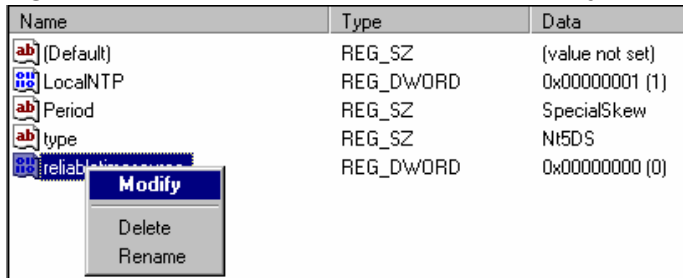 Name Type Data
(Default) REG_SZ (value not set)
LocalNTP REG_DWORD 0x00000001 (1)
Period REG_SZ SpecialSkew
type REG_SZ Nt5DS
reliabletimesource REG_DWORD 0x00000000 (0)
Modify
Delete
Rename